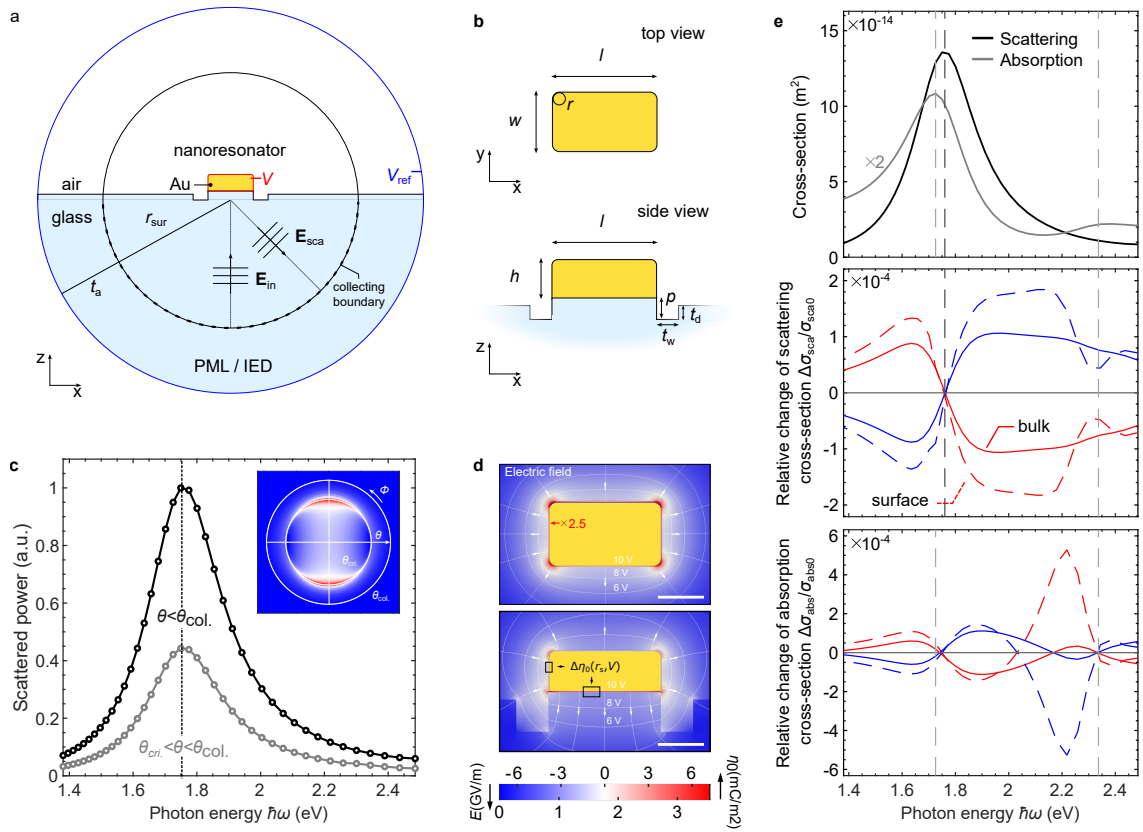 a
nanoresonator
Au
V
V_ref
air
glass
r_sur
E_sca
E_in
t_a
collecting
boundary
PML / IED
z
x
b
top view
l
w
r
y
x
side view
l
h
p
t_d
t_w
z
x
c
Scattered power (a.u.)
1
0.8
0.6
0.4
0.2
0
Φ
θ
θ_cri.
θ_col.
θ<θ_col.
θ_cri.<θ<θ_col.
1.4 1.6 1.8 2 2.2 2.4
Photon energy ħω (eV)
d
Electric field
×2.5
10 V
8 V
6 V
Δη₀(r_s,V)
10 V
8 V
6 V
-6 -3 0 3 6
E(GV/m)
η0(mC/m2)
0 1 2 3
e
×10-14
Scattering
Absorption
×2
Cross-section (m²)
15
10
5
0
×10-4
Relative change of scattering
cross-section Δσ_sca/σ_sca0
2
1
0
-1
-2
bulk
surface
×10-4
Relative change of absorption
cross-section Δσ_abs/σ_abs0
6
4
2
0
-2
-4
-6
1.4 1.6 1.8 2 2.2 2.4
Photon energy ħω (eV)